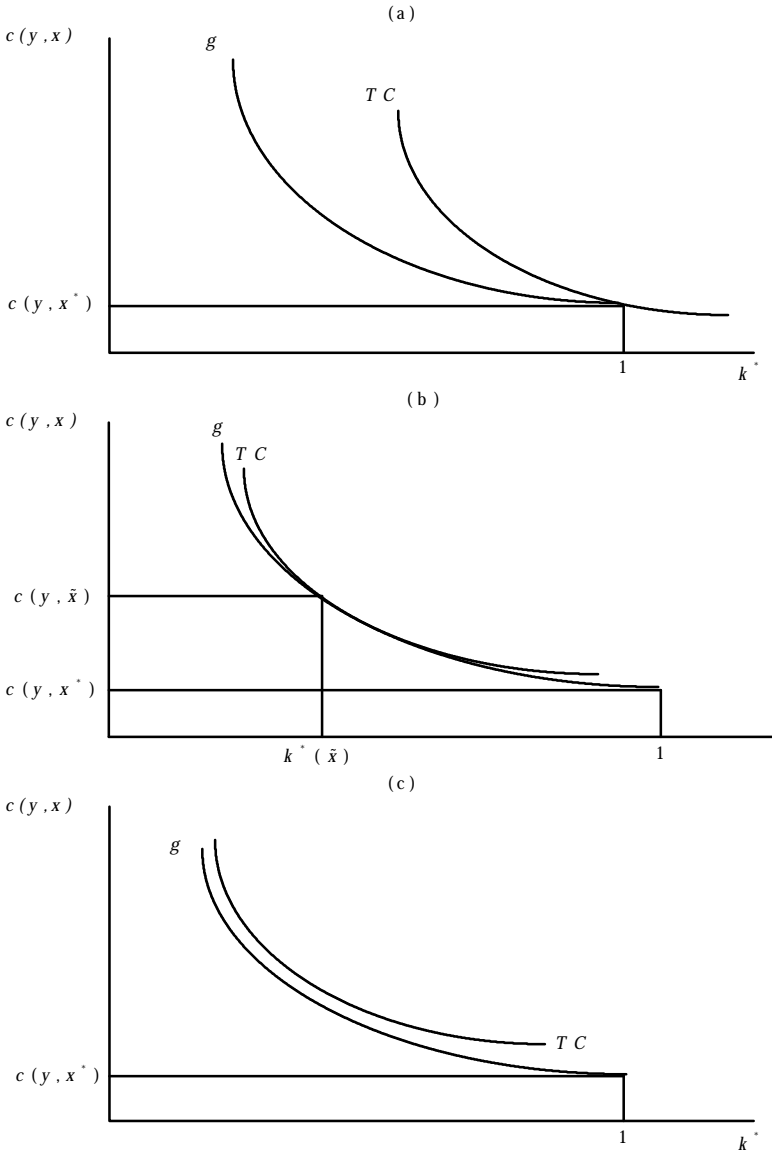 (a)
c(y,x)
g
TC
c(y,x*)
1
k*
(b)
c(y,x)
g
TC
c(y,x̃)
c(y,x*)
k*(x̃)
1
(c)
c(y,x)
g
TC
c(y,x*)
1
k*